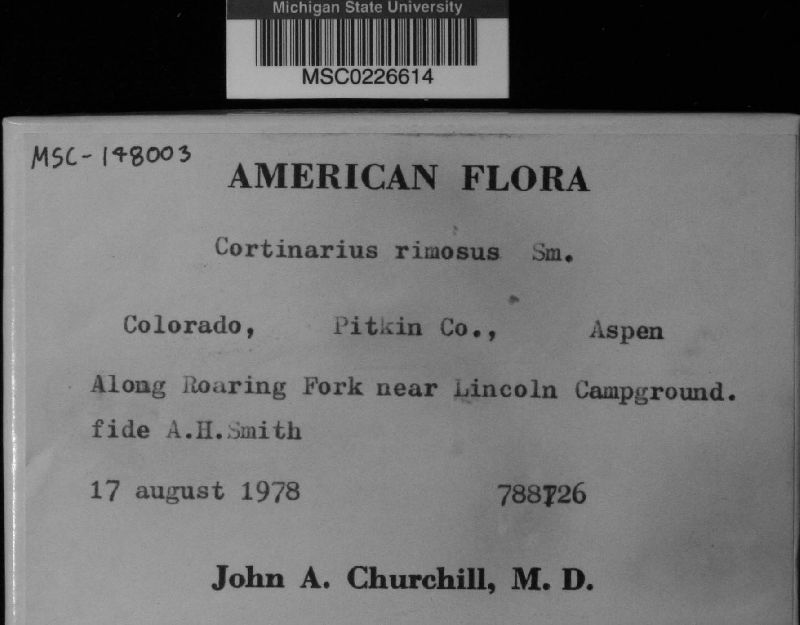 Michigan State University
MSC0226614
MSC-148003
AMERICAN FLORA
Cortinarius rimosus Sm.
Colorado, Pitkin Co., Aspen
Along Roaring Fork near Lincoln Campground.
fide A.H.Smith
17 august 1978 788726
John A. Churchill, M. D.